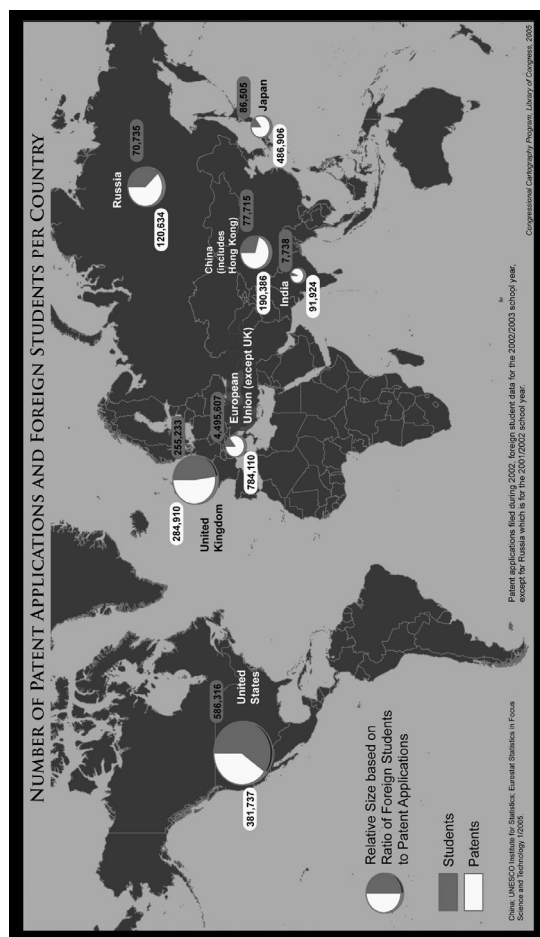 NUMBER OF PATENT APPLICATIONS AND FOREIGN STUDENTS PER COUNTRY
381,737
586,316
United
States
284,910
United
Kingdom
255,233
4,495,607
European
Union (except UK)
784,110
Russia
70,735
120,634
China
(includes
Hong Kong)
77,715
190,386
India
7,738
91,924
86,505
Japan
486,906
Relative Size based on
Ratio of Foreign Students
to Patent Applications
Students
Patents
China; UNESCO Institute for Statistics; Eurostat Statistics in Focus
Science and Technology 1/2005.
Patent applications filed during 2002, foreign student data for the 2002/2003 school year,
except for Russia which is for the 2001/2002 school year.
Congressional Cartography Program, Library of Congress, 2005